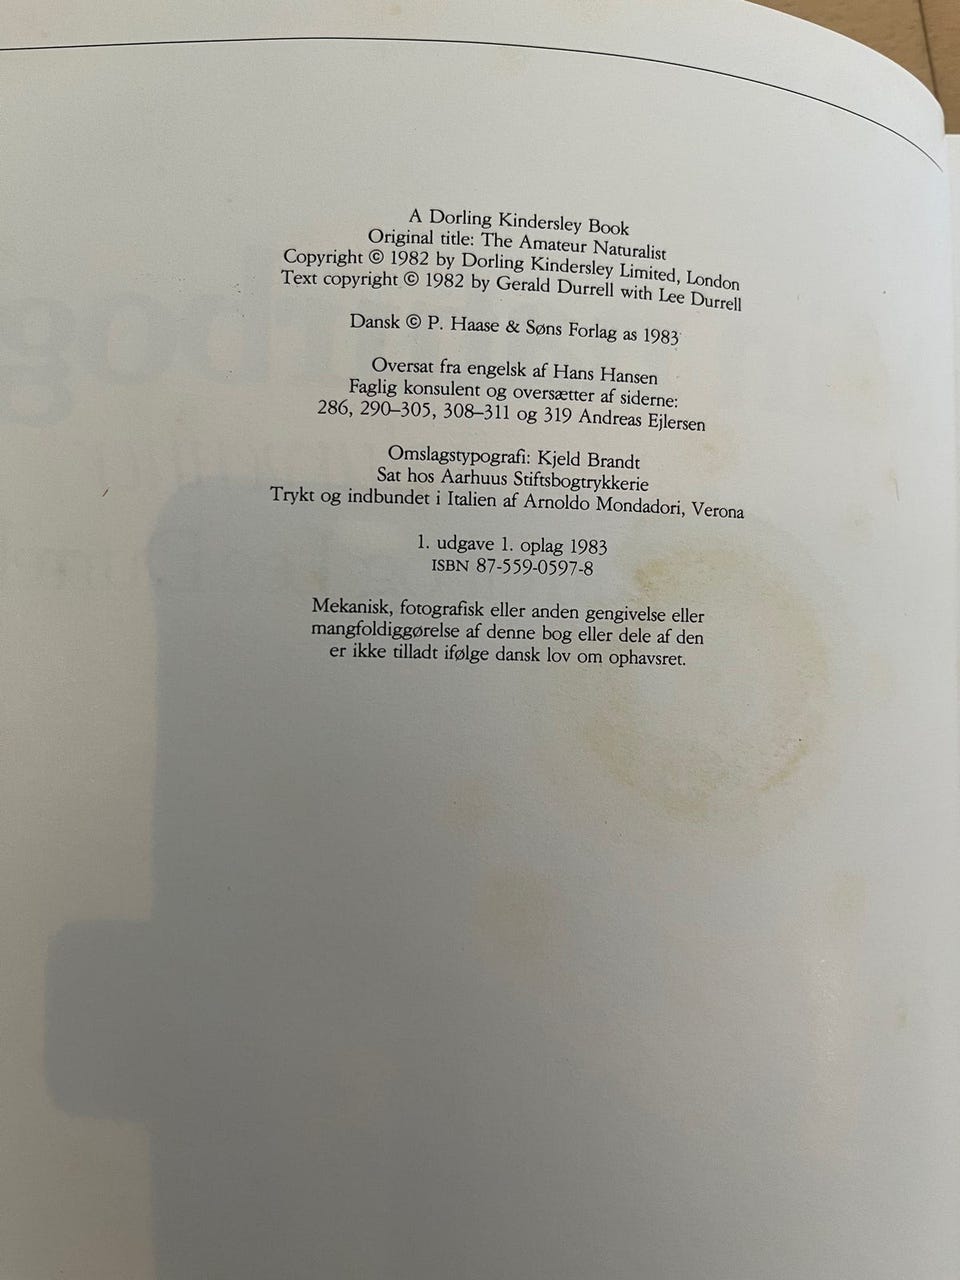 A Dorling Kindersley Book
Original title: The Amateur Naturalist
Copyright © 1982 by Dorling Kindersley Limited, London
Text copyright © 1982 by Gerald Durrell with Lee Durrell
Dansk © P. Haase & Søns Forlag as 1983
Oversat fra engelsk af Hans Hansen
Faglig konsulent og oversætter af siderne:
286, 290–305, 308–311 og 319 Andreas Ejlersen
Omslagstypografi: Kjeld Brandt
Sat hos Aarhuus Stiftsbogtrykkerie
Trykt og indbundet i Italien af Arnoldo Mondadori, Verona
1. udgave 1. oplag 1983
ISBN 87-559-0597-8
Mekanisk, fotografisk eller anden gengivelse eller
mangfoldiggørelse af denne bog eller dele af den
er ikke tilladt ifølge dansk lov om ophavsret.